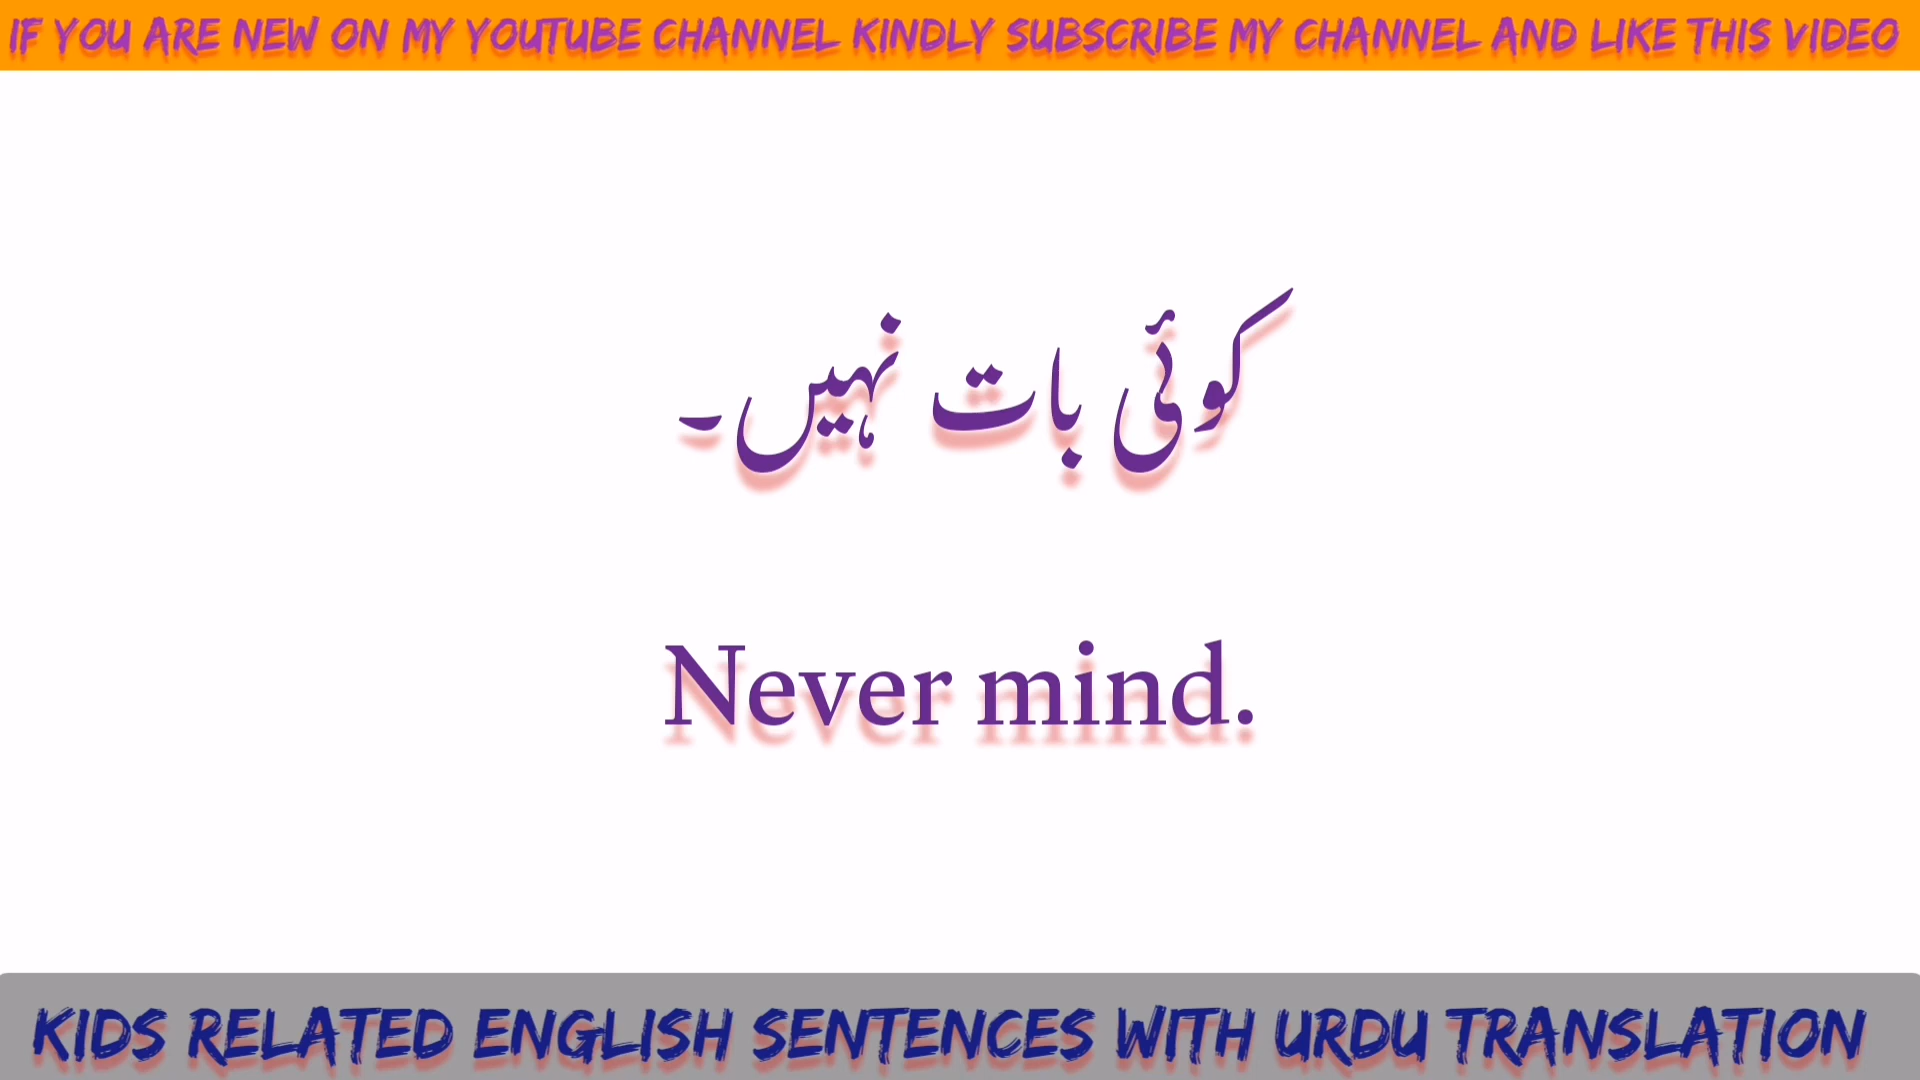 IF YOU ARE NEW ON MY YOUTUBE CHANNEL KINDLY SUBSCRIBE MY CHANNEL AND LIKE THIS VIDEO
کوئی بات نہیں۔
Never mind.
KIDS RELATED ENGLISH SENTENCES WITH URDU TRANSLATION